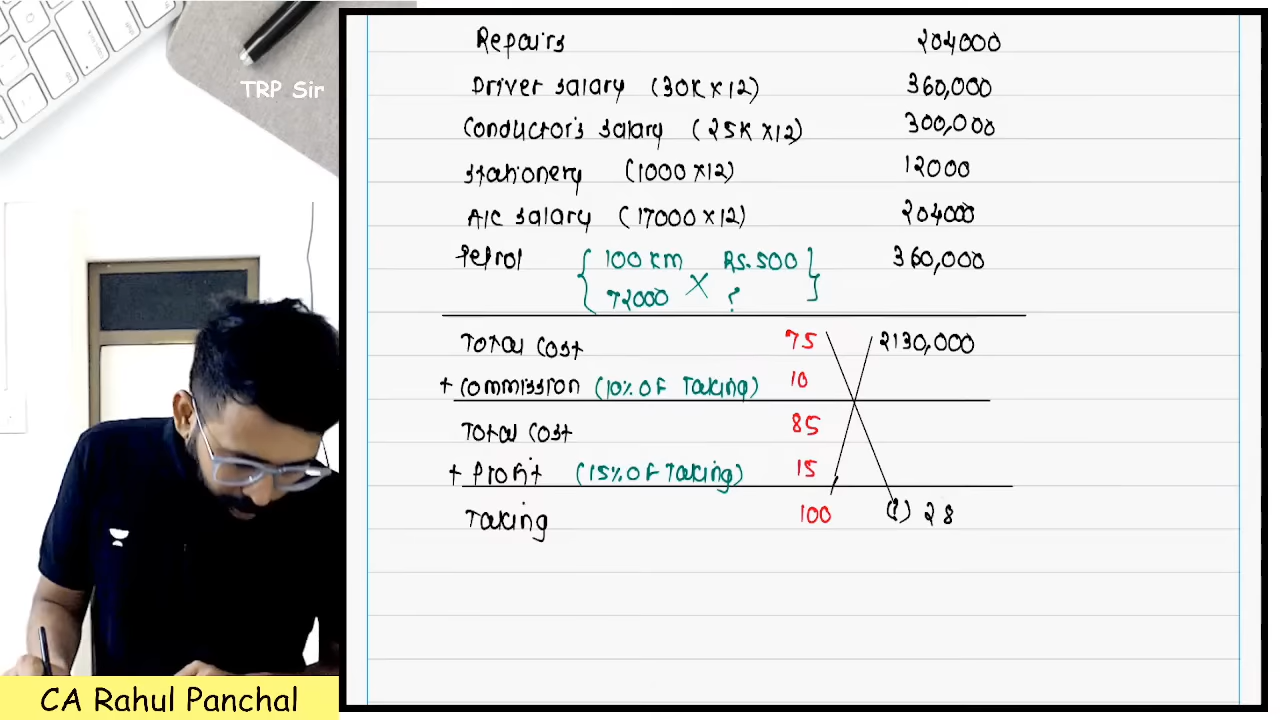 TRP Sir
Repairs 204000
Driver salary (30K x 12) 360,000
Conductor's salary (25K x 12) 300,000
Stationery (1000 x 12) 12000
A/C salary (17000 x 12) 204000
Petrol { 100 km x Rs. 500 } 360,000
72000 ?
Total Cost 75 2130,000
+ Commission (10% OF Taking) 10
Total Cost 85
+ Profit (15% OF Taking) 15
Taking 100 (?) 28
CA Rahul Panchal